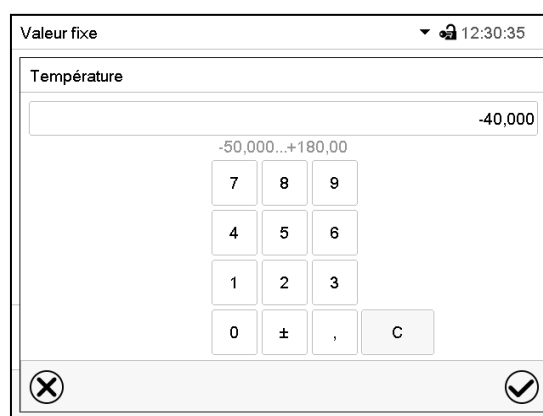 Valeur fixe 12:30:35
Température
-40,000
-50,000...+180,00
7 8 9
4 5 6
1 2 3
0 ± , C